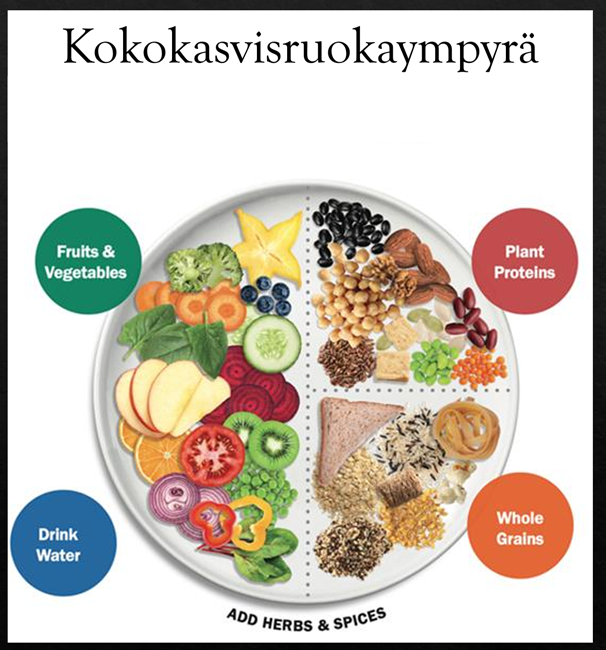 Kokokasvisruokaympyrä
Fruits &
Vegetables
Plant
Proteins
Drink
Water
Whole
Grains
ADD HERBS & SPICES